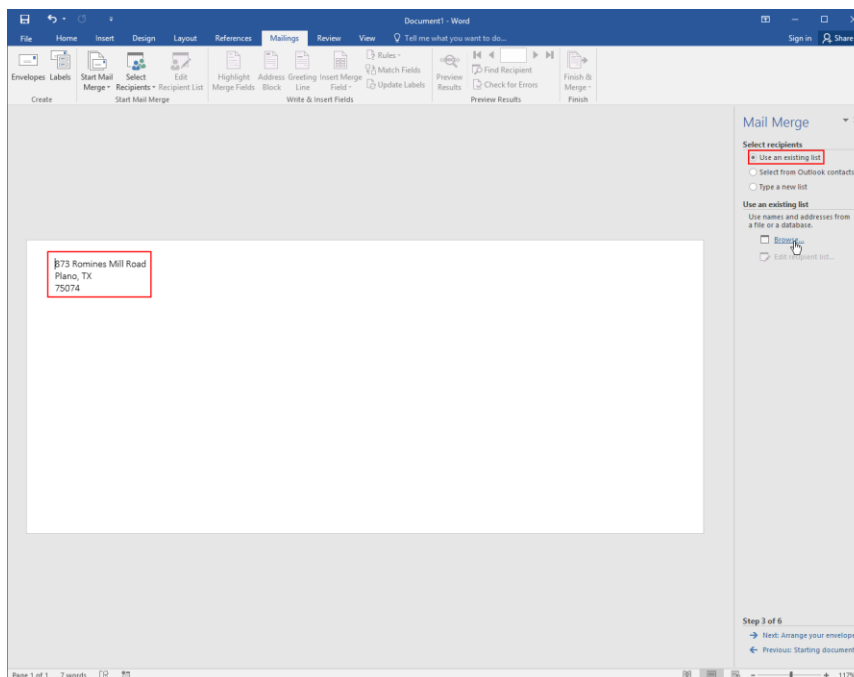 Document1 - Word
File Home Insert Design Layout References Mailings Review View Tell me what you want to do... Sign in Share
Envelopes Labels
Start Mail Merge
Select Recipients
Edit Recipient List
Highlight Merge Fields
Address Block
Greeting Line
Insert Merge Field
Rules
Match Fields
Update Labels
Preview Results
Find Recipient
Check for Errors
Finish & Merge
Create Start Mail Merge Write & Insert Fields Preview Results Finish
Mail Merge
Select recipients
Use an existing list
Select from Outlook contacts
Type a new list
Use an existing list
Use names and addresses from
a file or a database.
Browse...
Edit recipient list...
873 Romines Mill Road
Plano, TX
75074
Step 3 of 6
Next: Arrange your envelope
Previous: Starting document
Page 1 of 1 7 words 117%